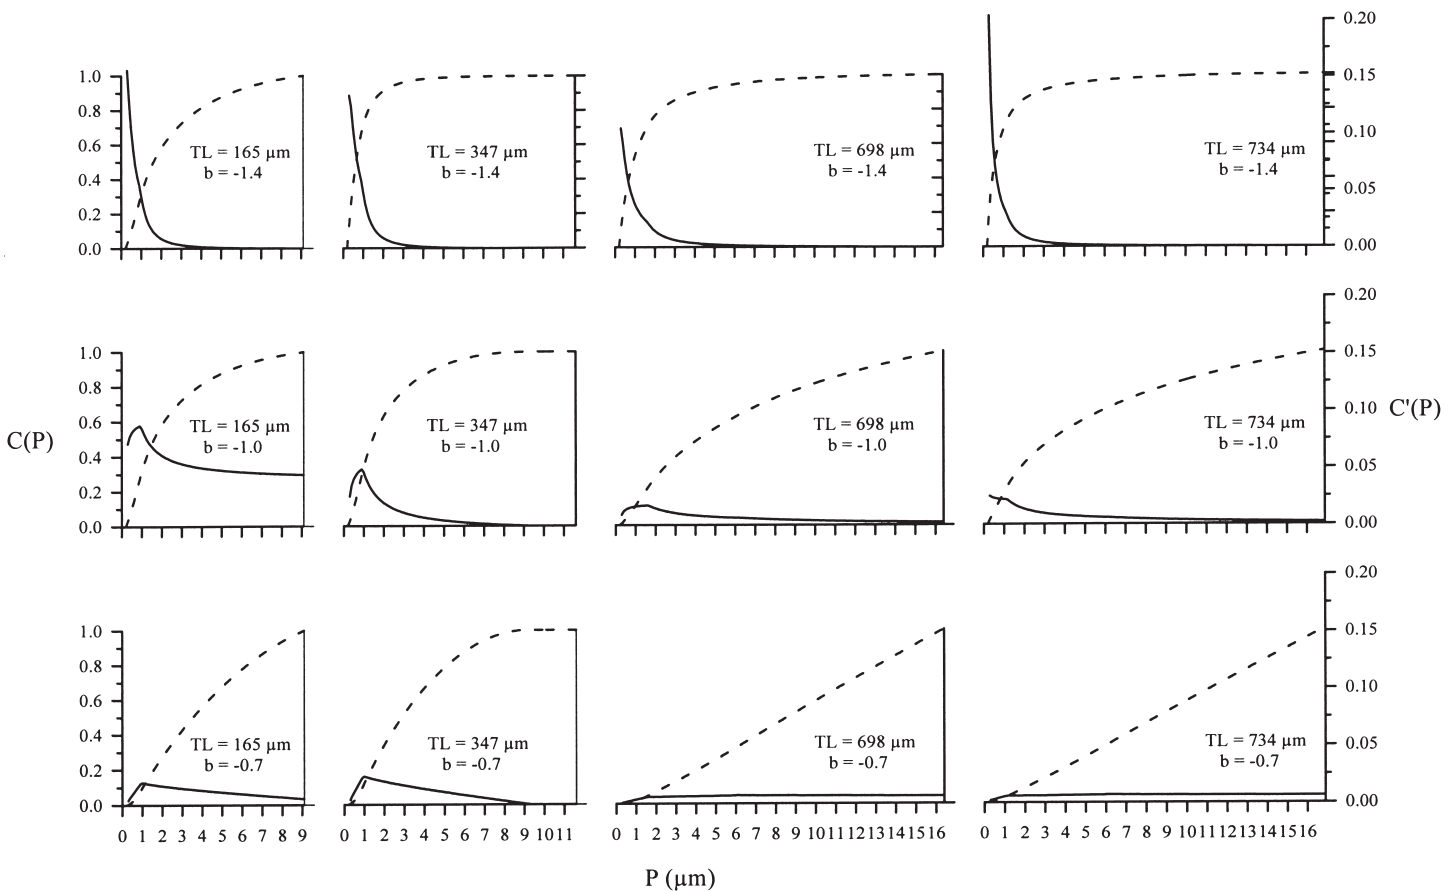 0.20
1.0 0.15
0.8
TL = 165 µm TL = 347 µm TL = 698 µm TL = 734 µm
b = -1.4 b = -1.4 b = -1.4 b = -1.4
0.6 0.10
0.4 0.05
0.2
0.0 0.00
0.20
1.0 0.15
0.8
0.6 0.10
TL = 165 µm TL = 347 µm TL = 698 µm TL = 734 µm
b = -1.0 b = -1.0 b = -1.0 b = -1.0
C(P) C'(P)
0.4 0.05
0.2
0.0 0.00
0.20
1.0 0.15
0.8
0.6 0.10
0.4
TL = 165 µm TL = 347 µm TL = 698 µm TL = 734 µm
b = -0.7 b = -0.7 b = -0.7 b = -0.7
0.2 0.05
0.0 0.00
0 1 2 3 4 5 6 7 8 9 0 1 2 3 4 5 6 7 8 9 10 11 0 1 2 3 4 5 6 7 8 9 10 11 12 13 14 15 16 0 1 2 3 4 5 6 7 8 9 10 11 12 13 14 15 16
P (µm)